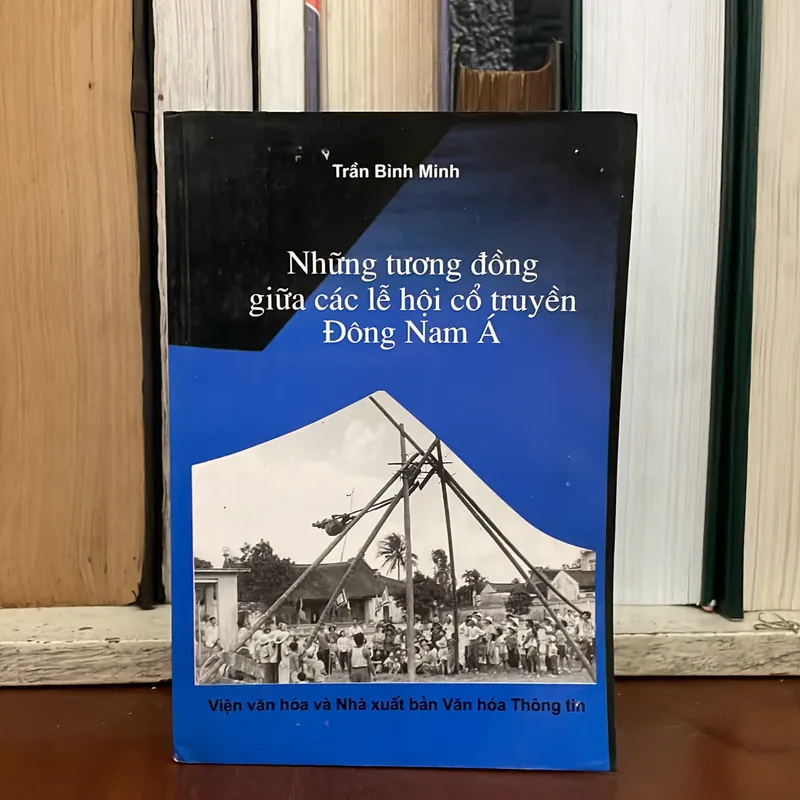 Trần Bình Minh
Những tương đồng
giữa các lễ hội cổ truyền
Đông Nam Á
Viện văn hóa và Nhà xuất bản Văn hóa Thông tin